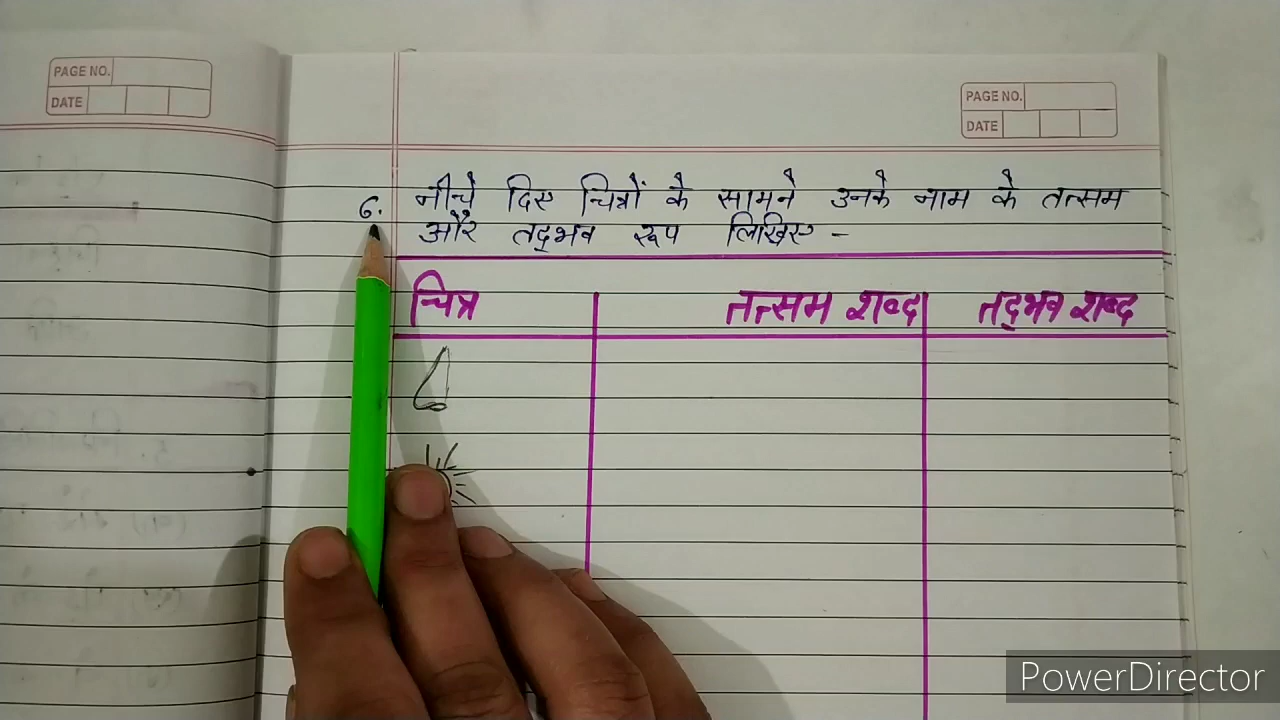 PAGE NO.
DATE
PAGE NO.
DATE
6. नीचे दिए चित्रों के सामने उनके नाम के तत्सम
और तद्भव रूप लिखिए -
चित्र तत्सम शब्द तद्भव शब्द
PowerDirector